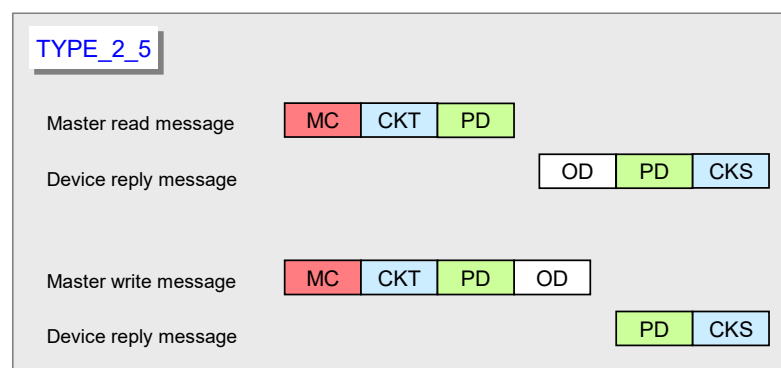 TYPE_2_5
Master read message MC CKT PD
Device reply message OD PD CKS
Master write message MC CKT PD OD
Device reply message PD CKS